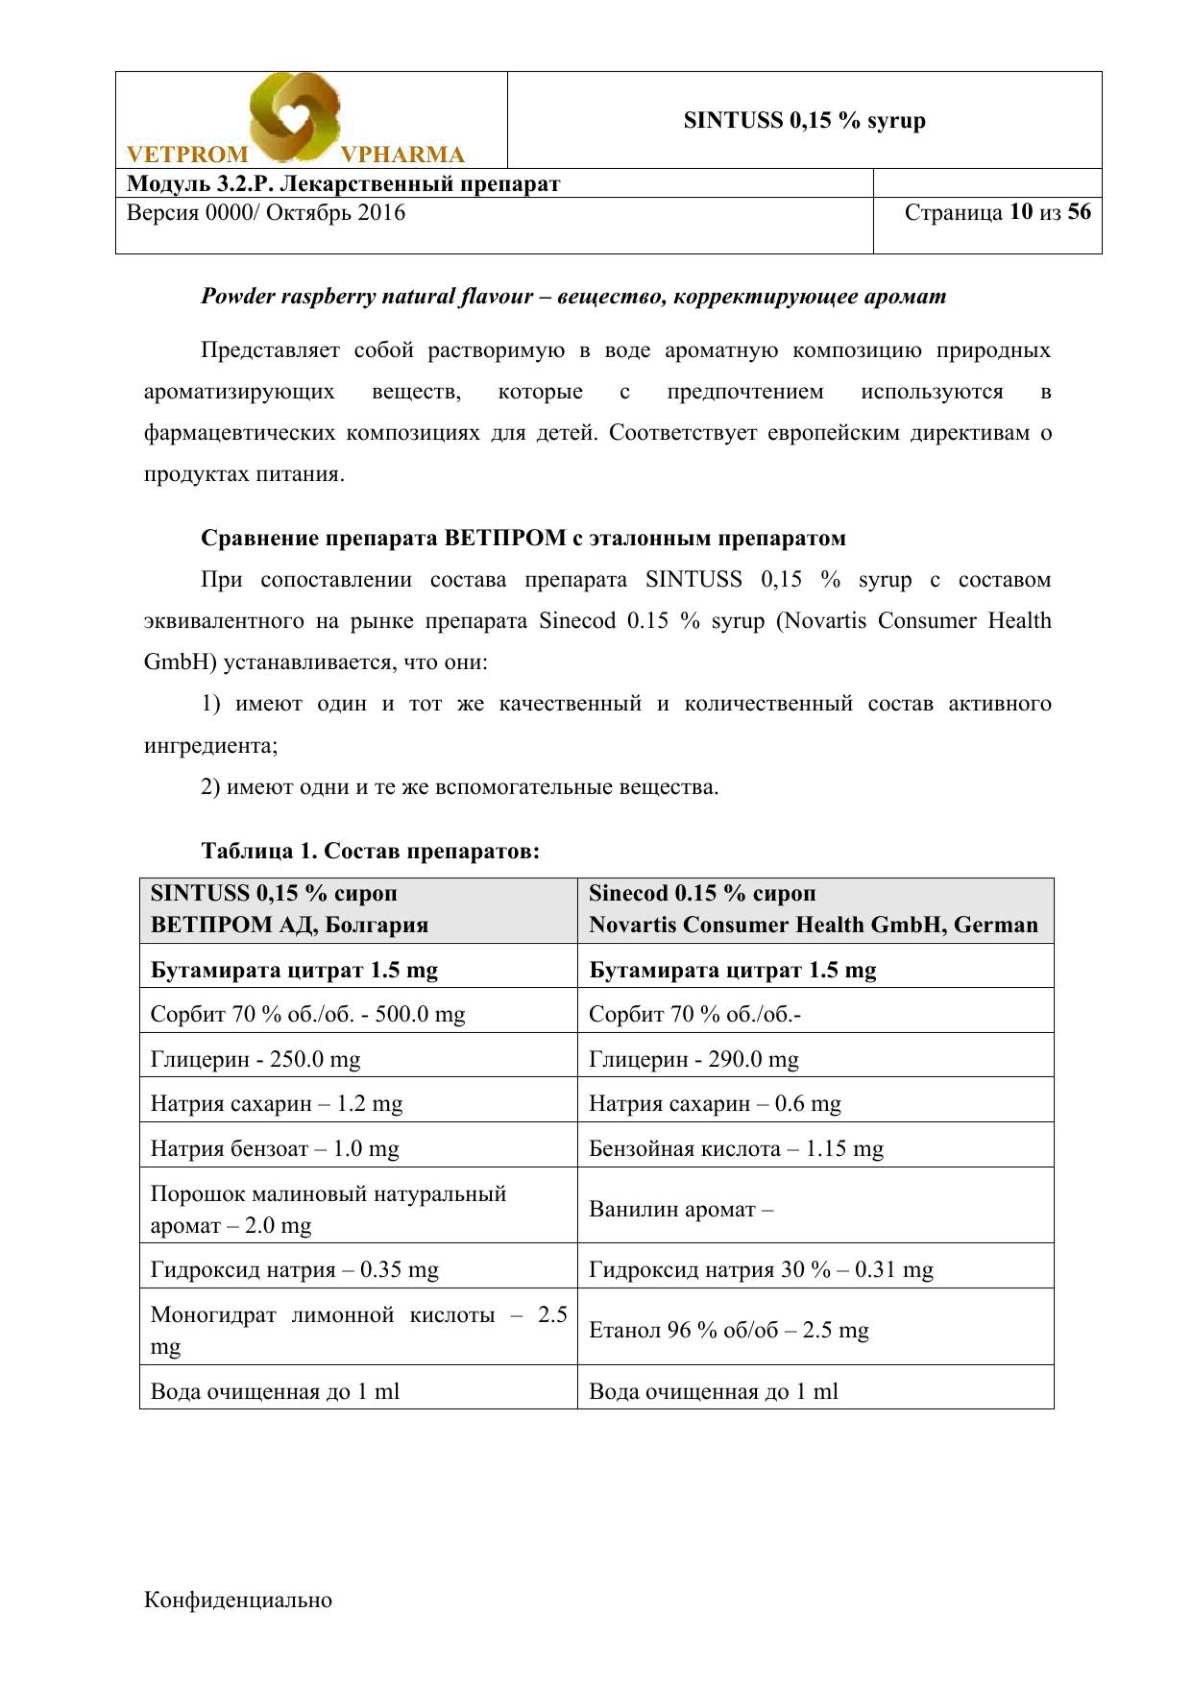 VETPROM VPHARMA
SINTUSS 0,15 % syrup
Модуль 3.2.Р. Лекарственный препарат
Версия 0000/ Октябрь 2016
Страница 10 из 56
Powder raspberry natural flavour – вещество, корректирующее аромат
Представляет собой растворимую в воде ароматную композицию природных
ароматизирующих веществ, которые с предпочтением используются в
фармацевтических композициях для детей. Соответствует европейским директивам о
продуктах питания.
Сравнение препарата ВЕТПРОМ с эталонным препаратом
При сопоставлении состава препарата SINTUSS 0,15 % syrup с составом
эквивалентного на рынке препарата Sinecod 0.15 % syrup (Novartis Consumer Health
GmbH) устанавливается, что они:
1) имеют один и тот же качественный и количественный состав активного
ингредиента;
2) имеют одни и те же вспомогательные вещества.
Таблица 1. Состав препаратов:
SINTUSS 0,15 % сироп
ВЕТПРОМ АД, Болгария
Sinecod 0.15 % сироп
Novartis Consumer Health GmbH, German
Бутамирата цитрат 1.5 mg
Бутамирата цитрат 1.5 mg
Сорбит 70 % об./об. - 500.0 mg
Сорбит 70 % об./об.-
Глицерин - 250.0 mg
Глицерин - 290.0 mg
Натрия сахарин – 1.2 mg
Натрия сахарин – 0.6 mg
Натрия бензоат – 1.0 mg
Бензойная кислота – 1.15 mg
Порошок малиновый натуральный
аромат – 2.0 mg
Ванилин аромат –
Гидроксид натрия – 0.35 mg
Гидроксид натрия 30 % – 0.31 mg
Моногидрат лимонной кислоты – 2.5
mg
Етанол 96 % об/об – 2.5 mg
Вода очищенная до 1 ml
Вода очищенная до 1 ml
Конфиденциально